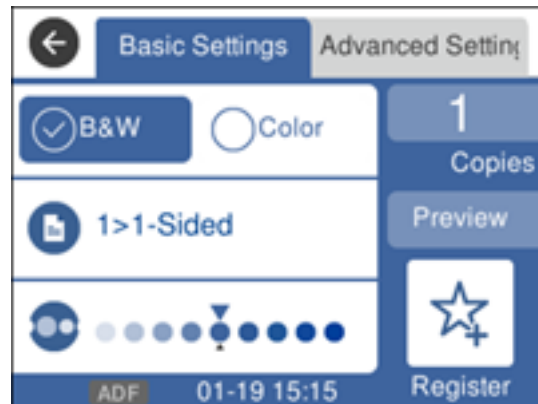 Basic Settings
Advanced Setting
B&W
Color
1
Copies
1>1-Sided
Preview
Register
ADF
01-19 15:15